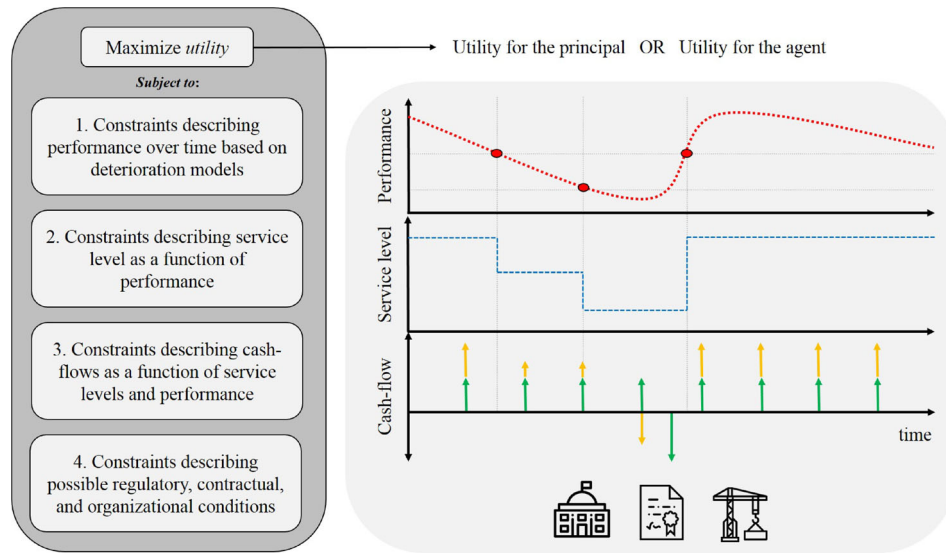 Maximize utility
Utility for the principal OR Utility for the agent
Subject to:
1. Constraints describing
performance over time based on
deterioration models
2. Constraints describing service
level as a function of
performance
3. Constraints describing cash-
flows as a function of service
levels and performance
4. Constraints describing
possible regulatory, contractual,
and organizational conditions
Performance
Service level
Cash-flow
time